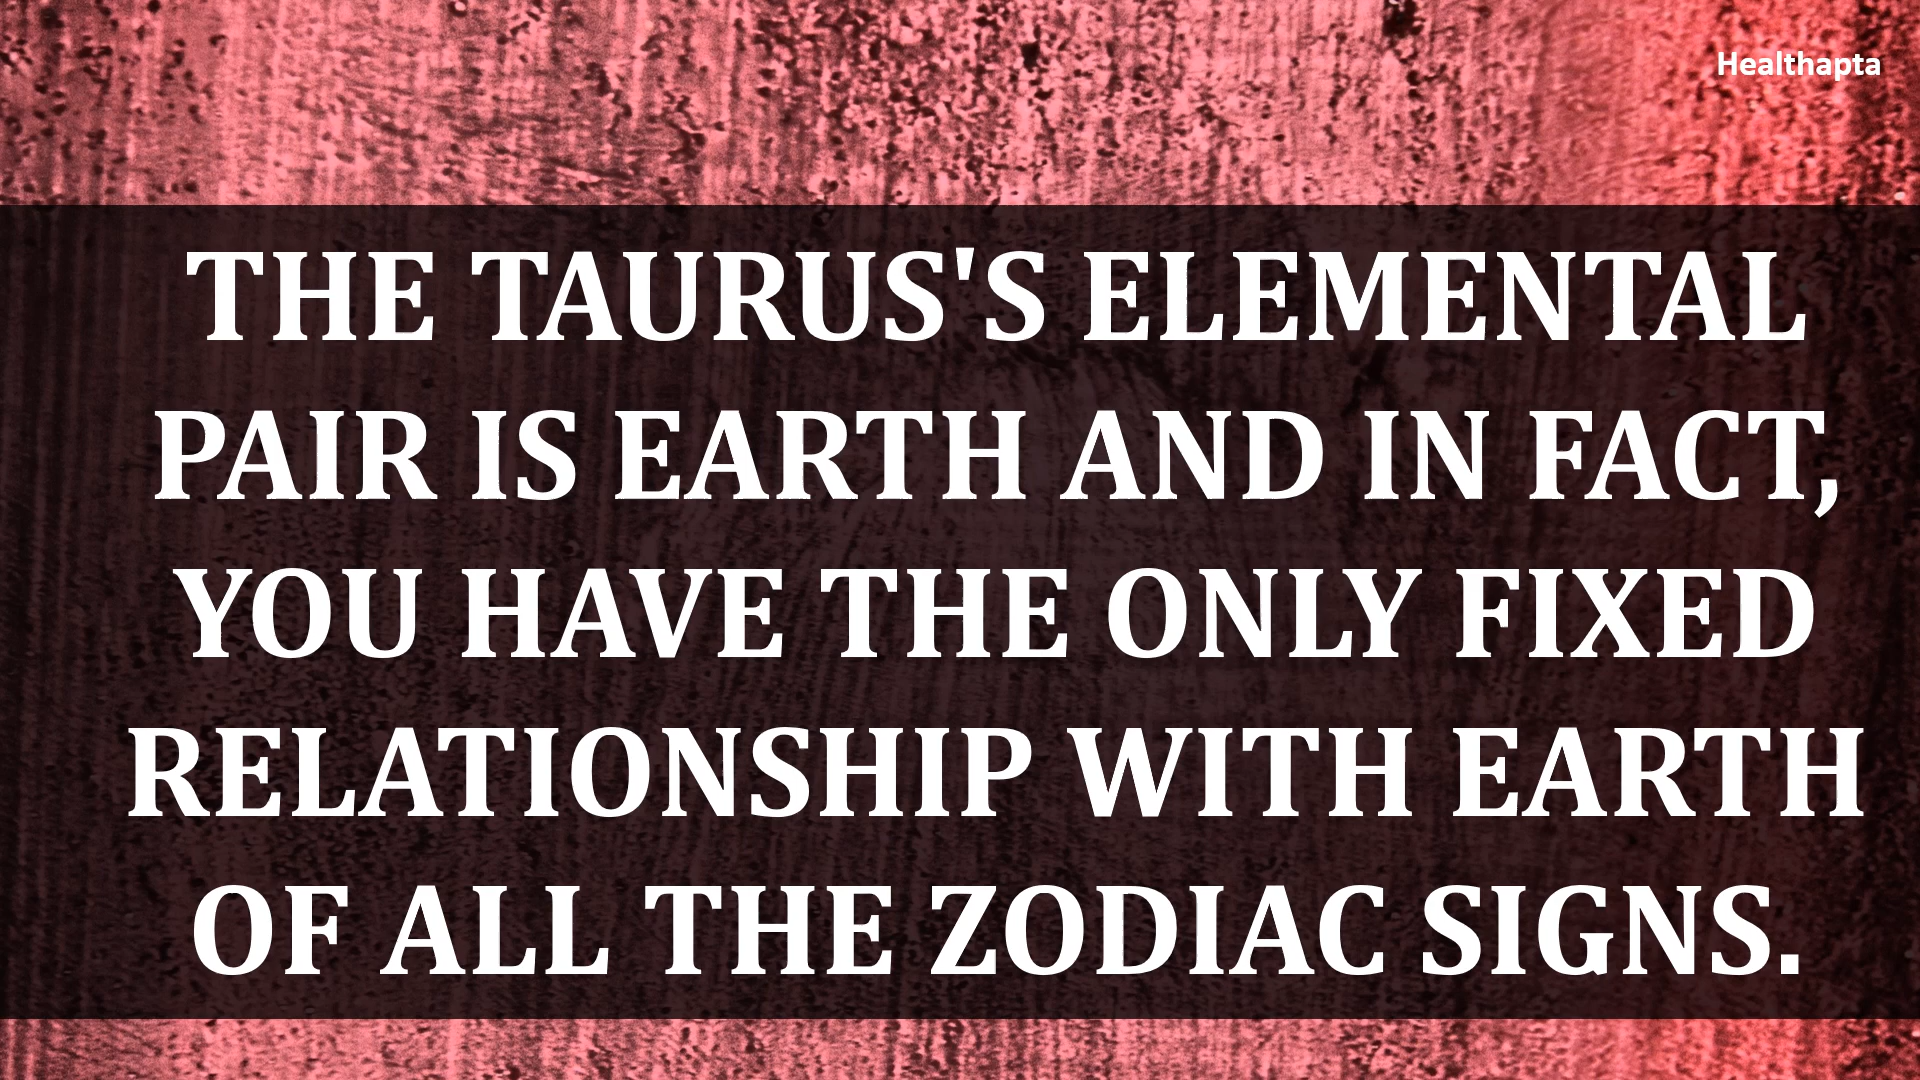 Healthapta
THE TAURUS'S ELEMENTAL
PAIR IS EARTH AND IN FACT,
YOU HAVE THE ONLY FIXED
RELATIONSHIP WITH EARTH
OF ALL THE ZODIAC SIGNS.